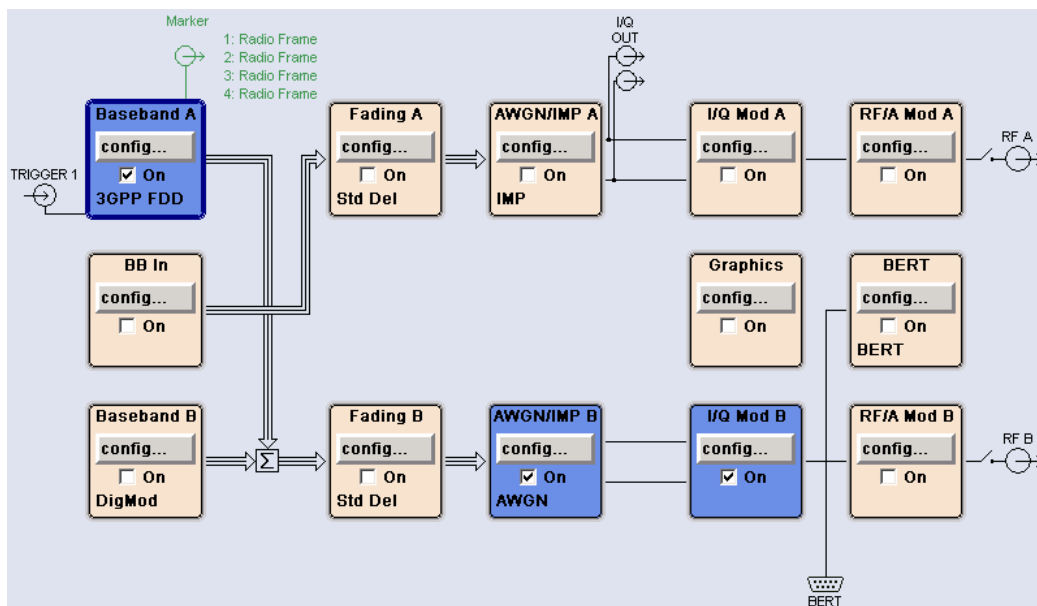 Marker
1: Radio Frame
2: Radio Frame
3: Radio Frame
4: Radio Frame
I/Q
OUT
TRIGGER 1
Baseband A
config...
On
3GPP FDD
Fading A
config...
On
Std Del
AWGN/IMP A
config...
On
IMP
I/Q Mod A
config...
On
RF/A Mod A
config...
On
RF A
BB In
config...
On
Graphics
config...
On
BERT
config...
On
BERT
Baseband B
config...
On
DigMod
Σ
Fading B
config...
On
Std Del
AWGN/IMP B
config...
On
AWGN
I/Q Mod B
config...
On
RF/A Mod B
config...
On
RF B
BERT